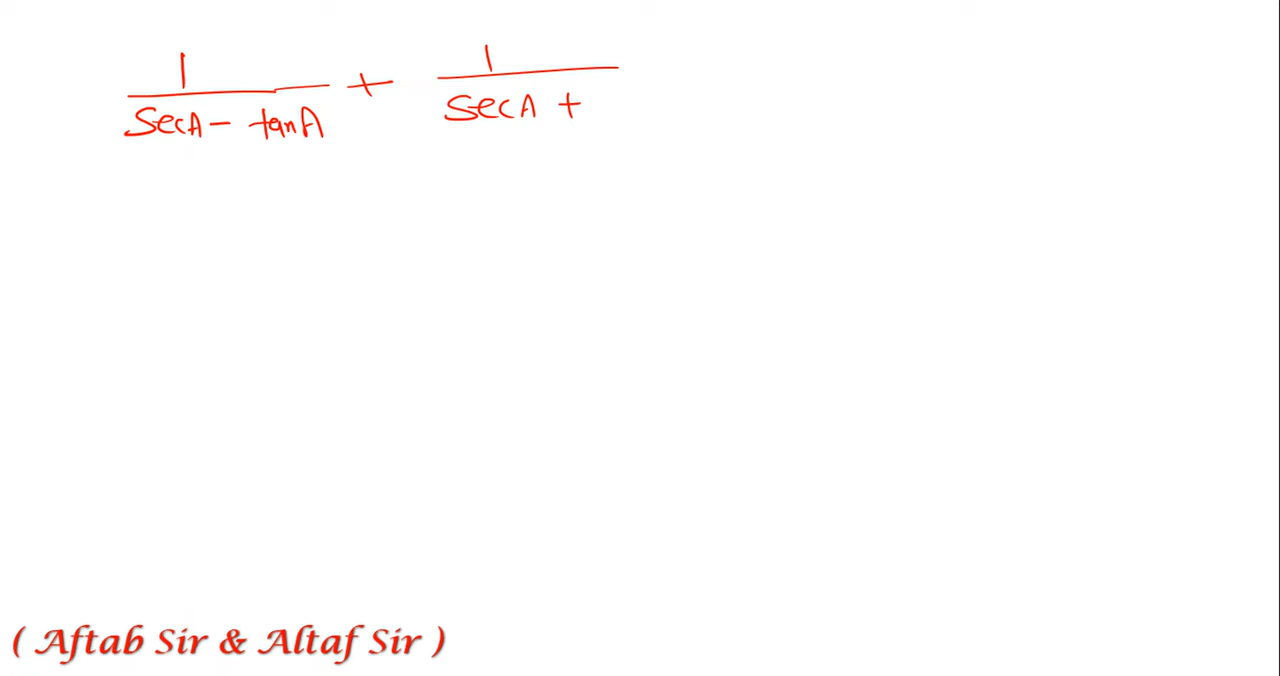 1/(SecA - tanA) + 1/(SecA +
( Aftab Sir & Altaf Sir )